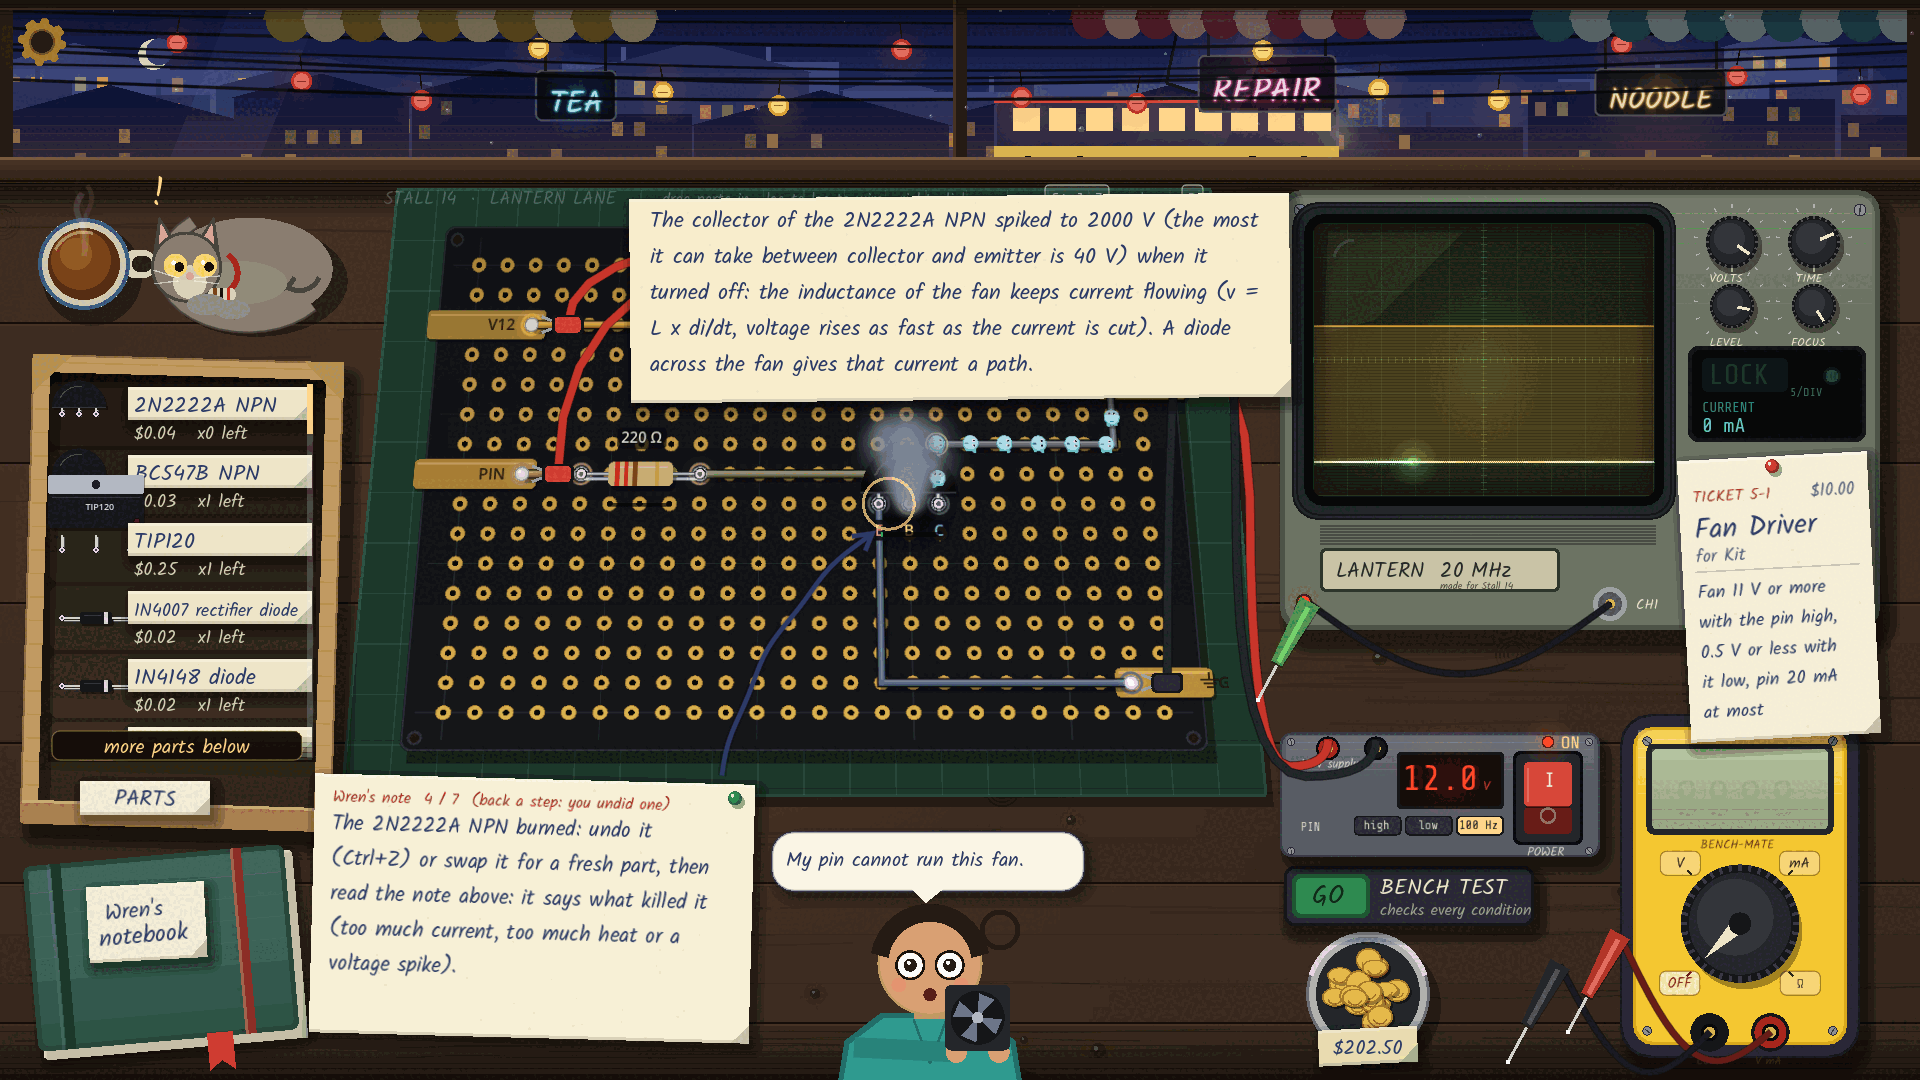 TEA
REPAIR
NOODLE
STALL 14 · LANTERN LANE
The collector of the 2N2222A NPN spiked to 2000 V (the most
it can take between collector and emitter is 40 V) when it
turned off: the inductance of the fan keeps current flowing (v =
L x di/dt, voltage rises as fast as the current is cut). A diode
across the fan gives that current a path.
VOLTS
TIME
LEVEL
FOCUS
LOCK
5/DIV
CURRENT
0 mA
V12
PIN
220 Ω
B
C
G
2N2222A NPN
$0.04 x0 left
BC547B NPN
0.03 x1 left
TIP120
TIP120
$0.25 x1 left
1N4007 rectifier diode
$0.02 x1 left
1N4148 diode
$0.02 x1 left
more parts below
PARTS
LANTERN 20 MHz
made for Stall 14
CH1
TICKET 5-1 $10.00
Fan Driver
for Kit
Fan 11 V or more
with the pin high,
0.5 V or less with
it low, pin 20 mA
at most
Wren's note 4 / 7 (back a step: you undid one)
The 2N2222A NPN burned: undo it
(Ctrl+Z) or swap it for a fresh part, then
read the note above: it says what killed it
(too much current, too much heat or a
voltage spike).
Wren's
notebook
My pin cannot run this fan.
supply
12.0 V
ON
I
PIN
high
low
100 Hz
POWER
GO
BENCH TEST
checks every condition
$202.50
BENCH-MATE
V
mA
OFF
Ω